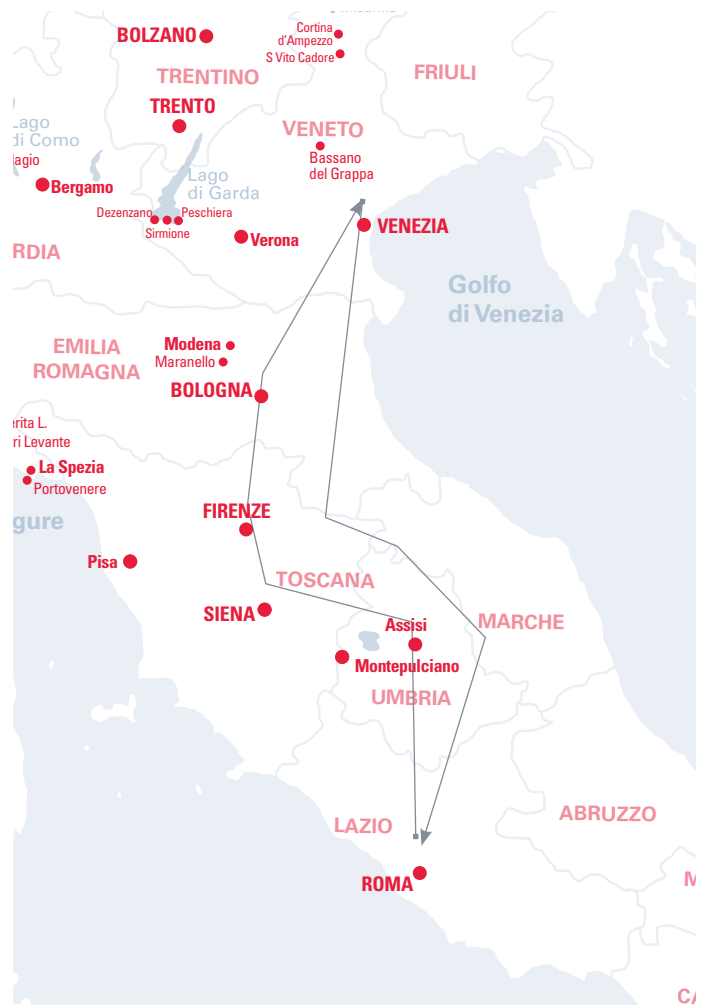 BOLZANO
Cortina
d'Ampezzo
S Vito Cadore
FRIULI
TRENTINO
TRENTO
VENETO
Bassano
del Grappa
Lago
di Como
lagio
Bergamo
Lago
di Garda
Dezenzano
Peschiera
Sirmione
Verona
VENEZIA
RDIA
Golfo
di Venezia
EMILIA
ROMAGNA
Modena
Maranello
BOLOGNA
erita L.
ri Levante
La Spezia
Portovenere
gure
FIRENZE
Pisa
TOSCANA
SIENA
Assisi
MARCHE
Montepulciano
UMBRIA
LAZIO
ABRUZZO
ROMA
M
CA